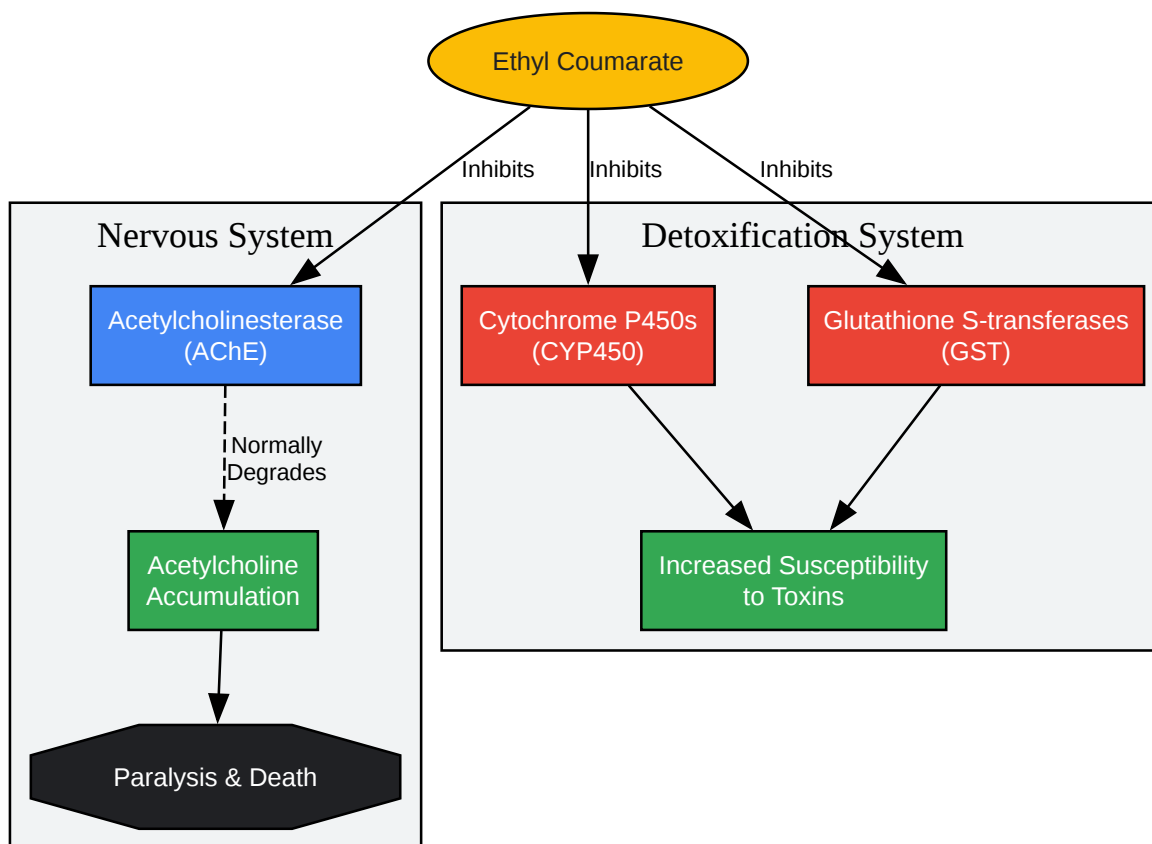 Ethyl Coumarate
Inhibits
Inhibits
Inhibits
Nervous System
Detoxification System
Acetylcholinesterase
(AChE)
Cytochrome P450s
(CYP450)
Glutathione S-transferases
(GST)
Normally
Degrades
Acetylcholine
Accumulation
Increased Susceptibility
to Toxins
Paralysis & Death